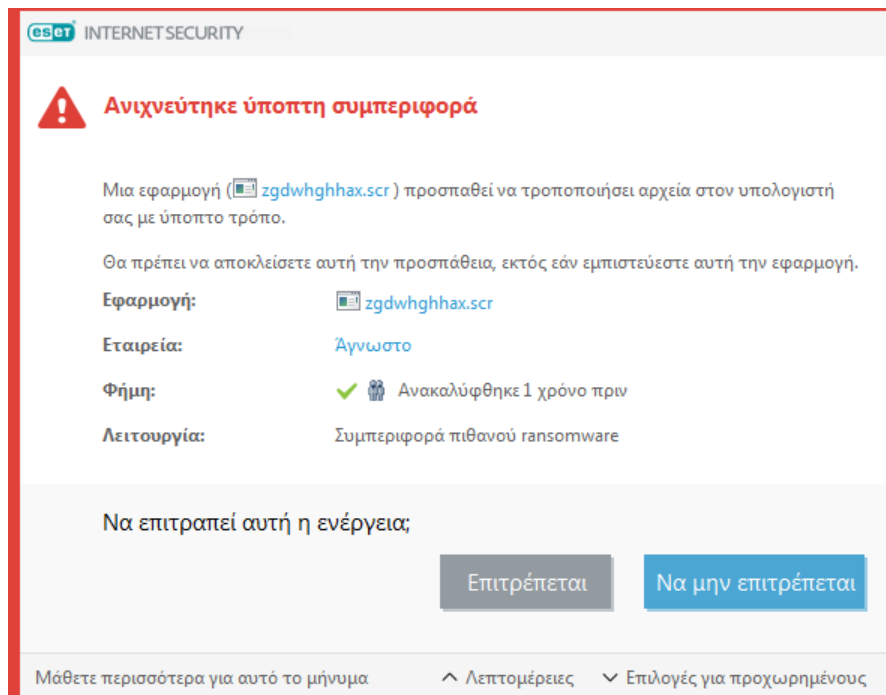 eset INTERNET SECURITY
Ανιχνεύτηκε ύποπτη συμπεριφορά
Μια εφαρμογή ( zgdwhghhax.scr ) προσπαθεί να τροποποιήσει αρχεία στον υπολογιστή
σας με ύποπτο τρόπο.
Θα πρέπει να αποκλείσετε αυτή την προσπάθεια, εκτός εάν εμπιστεύεστε αυτή την εφαρμογή.
Εφαρμογή: zgdwhghhax.scr
Εταιρεία: Άγνωστο
Φήμη: Ανακαλύφθηκε 1 χρόνο πριν
Λειτουργία: Συμπεριφορά πιθανού ransomware
Να επιτραπεί αυτή η ενέργεια;
Επιτρέπεται Να μην επιτρέπεται
Μάθετε περισσότερα για αυτό το μήνυμα Λεπτομέρειες Επιλογές για προχωρημένους